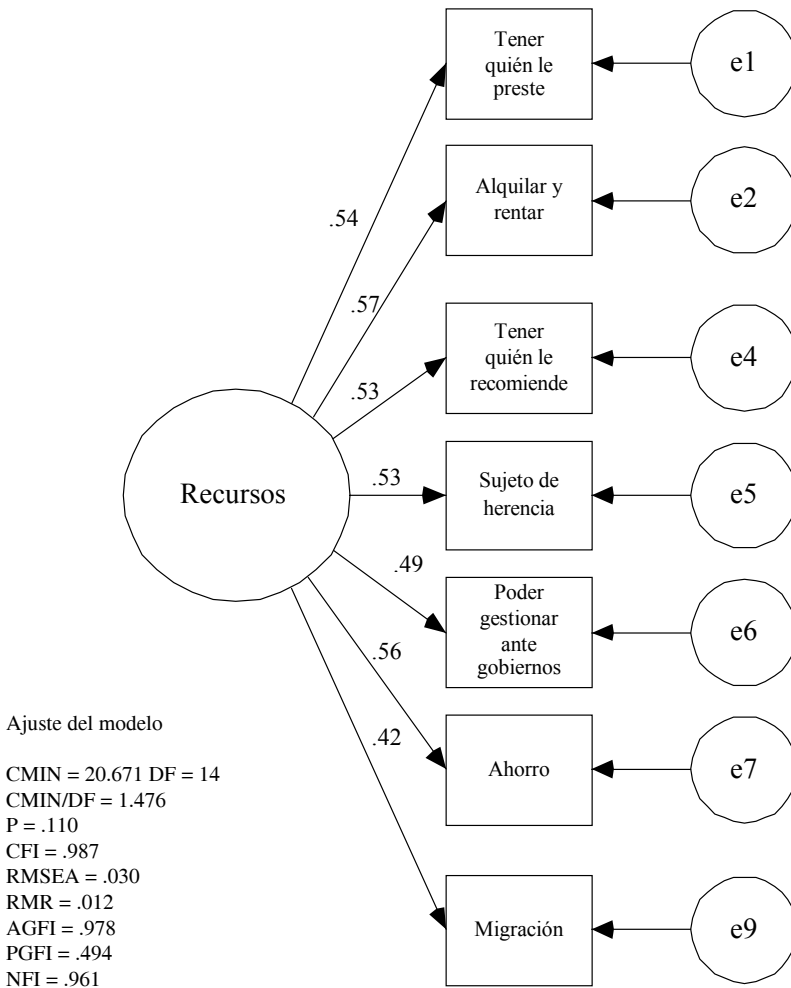 Tener
quién le
preste
e1
.54
Alquilar y
rentar
e2
.57
Tener
quién le
recomiende
e4
.53
Recursos
.53
Sujeto de
herencia
e5
.49
Poder
gestionar
ante
gobiernos
e6
.56
Ahorro
e7
.42
Migración
e9
Ajuste del modelo
CMIN = 20.671 DF = 14
CMIN/DF = 1.476
P = .110
CFI = .987
RMSEA = .030
RMR = .012
AGFI = .978
PGFI = .494
NFI = .961